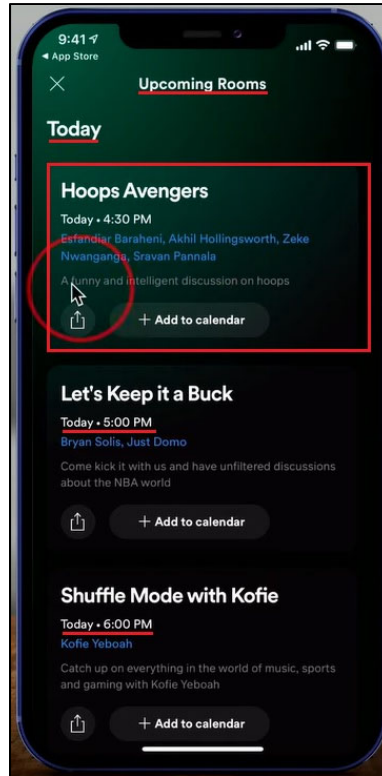 9:41
◀ App Store
Upcoming Rooms
Today
Hoops Avengers
Today • 4:30 PM
Esfandiar Baraheni, Akhil Hollingsworth, Zeke
Nwanganga, Sravan Pannala
A funny and intelligent discussion on hoops
+ Add to calendar
Let's Keep it a Buck
Today • 5:00 PM
Bryan Solis, Just Domo
Come kick it with us and have unfiltered discussions
about the NBA world
+ Add to calendar
Shuffle Mode with Kofie
Today • 6:00 PM
Kofie Yeboah
Catch up on everything in the world of music, sports
and gaming with Kofie Yeboah
+ Add to calendar